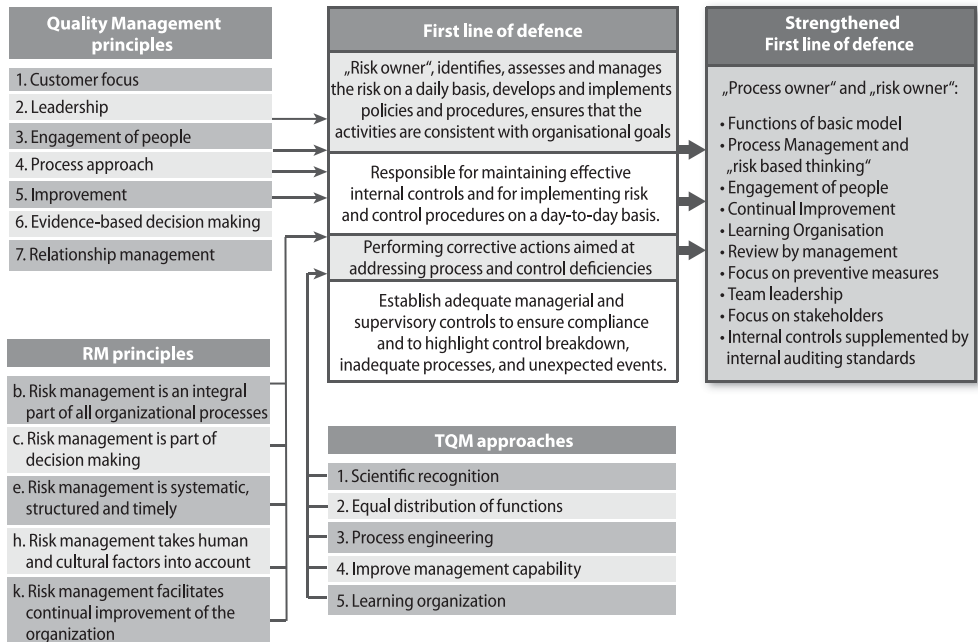 Quality Management
principles
1. Customer focus
2. Leadership
3. Engagement of people
4. Process approach
5. Improvement
6. Evidence-based decision making
7. Relationship management
RM principles
b. Risk management is an integral
part of all organizational processes
c. Risk management is part of
decision making
e. Risk management is systematic,
structured and timely
h. Risk management takes human
and cultural factors into account
k. Risk management facilitates
continual improvement of the
organization
First line of defence
„Risk owner“, identifies, assesses and manages
the risk on a daily basis, develops and implements
policies and procedures, ensures that the
activities are consistent with organisational goals
Responsible for maintaining effective
internal controls and for implementing risk
and control procedures on a day-to-day basis.
Performing corrective actions aimed at
addressing process and control deficiencies
Establish adequate managerial and
supervisory controls to ensure compliance
and to highlight control breakdown,
inadequate processes, and unexpected events.
TQM approaches
1. Scientific recognition
2. Equal distribution of functions
3. Process engineering
4. Improve management capability
5. Learning organization
Strengthened
First line of defence
„Process owner“ and „risk owner“:
• Functions of basic model
• Process Management and
„risk based thinking“
• Engagement of people
• Continual Improvement
• Learning Organisation
• Review by management
• Focus on preventive measures
• Team leadership
• Focus on stakeholders
• Internal controls supplemented by
internal auditing standards